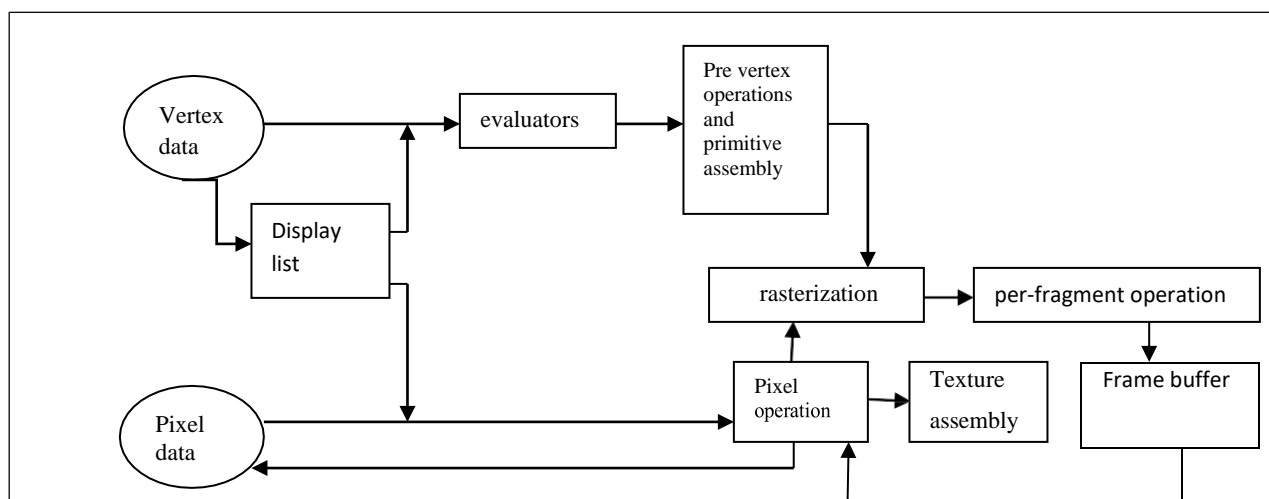 Vertex
data
evaluators
Pre vertex
operations
and
primitive
assembly
Display
list
rasterization
per-fragment operation
Pixel
operation
Texture
assembly
Frame buffer
Pixel
data